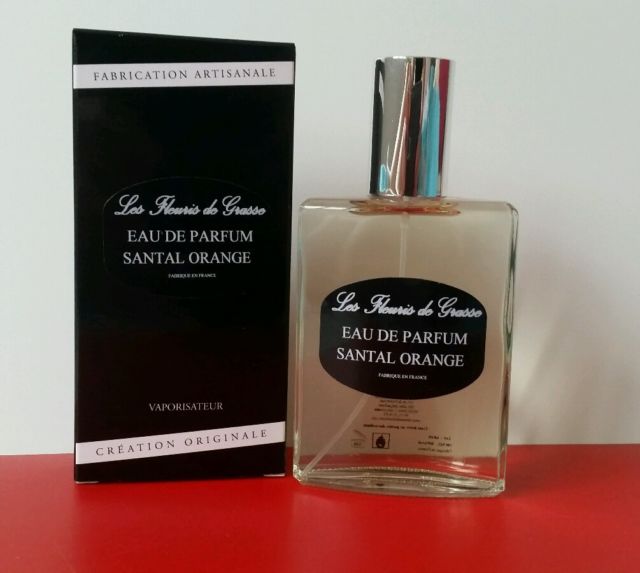 FABRICATION ARTISANALE
Les Fleuris de Grasse
EAU DE PARFUM
SANTAL ORANGE
FABRIQUE EN FRANCE
VAPORISATEUR
CRÉATION ORIGINALE
Les Fleuris de Grasse
EAU DE PARFUM
SANTAL ORANGE
FABRIQUE EN FRANCE